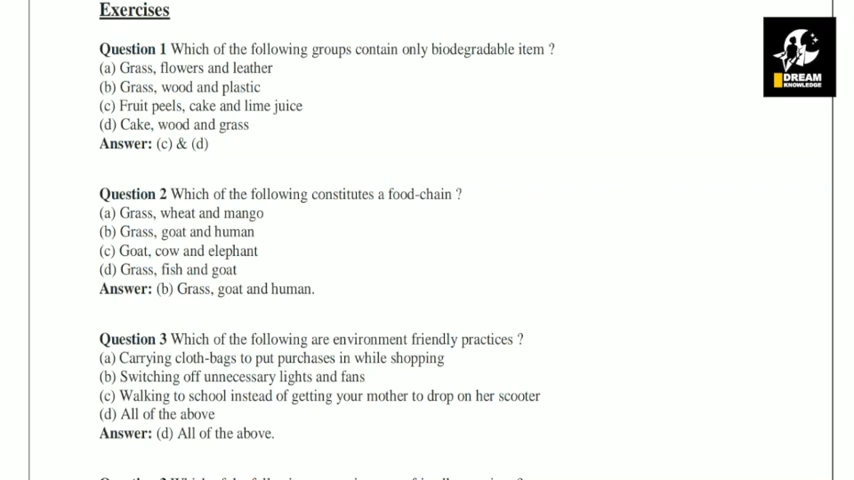 Exercises
Question 1 Which of the following groups contain only biodegradable item ?
(a) Grass, flowers and leather
(b) Grass, wood and plastic
(c) Fruit peels, cake and lime juice
(d) Cake, wood and grass
Answer: (c) & (d)
Question 2 Which of the following constitutes a food-chain ?
(a) Grass, wheat and mango
(b) Grass, goat and human
(c) Goat, cow and elephant
(d) Grass, fish and goat
Answer: (b) Grass, goat and human.
Question 3 Which of the following are environment friendly practices ?
(a) Carrying cloth-bags to put purchases in while shopping
(b) Switching off unnecessary lights and fans
(c) Walking to school instead of getting your mother to drop on her scooter
(d) All of the above
Answer: (d) All of the above.
DREAM
KNOWLEDGE